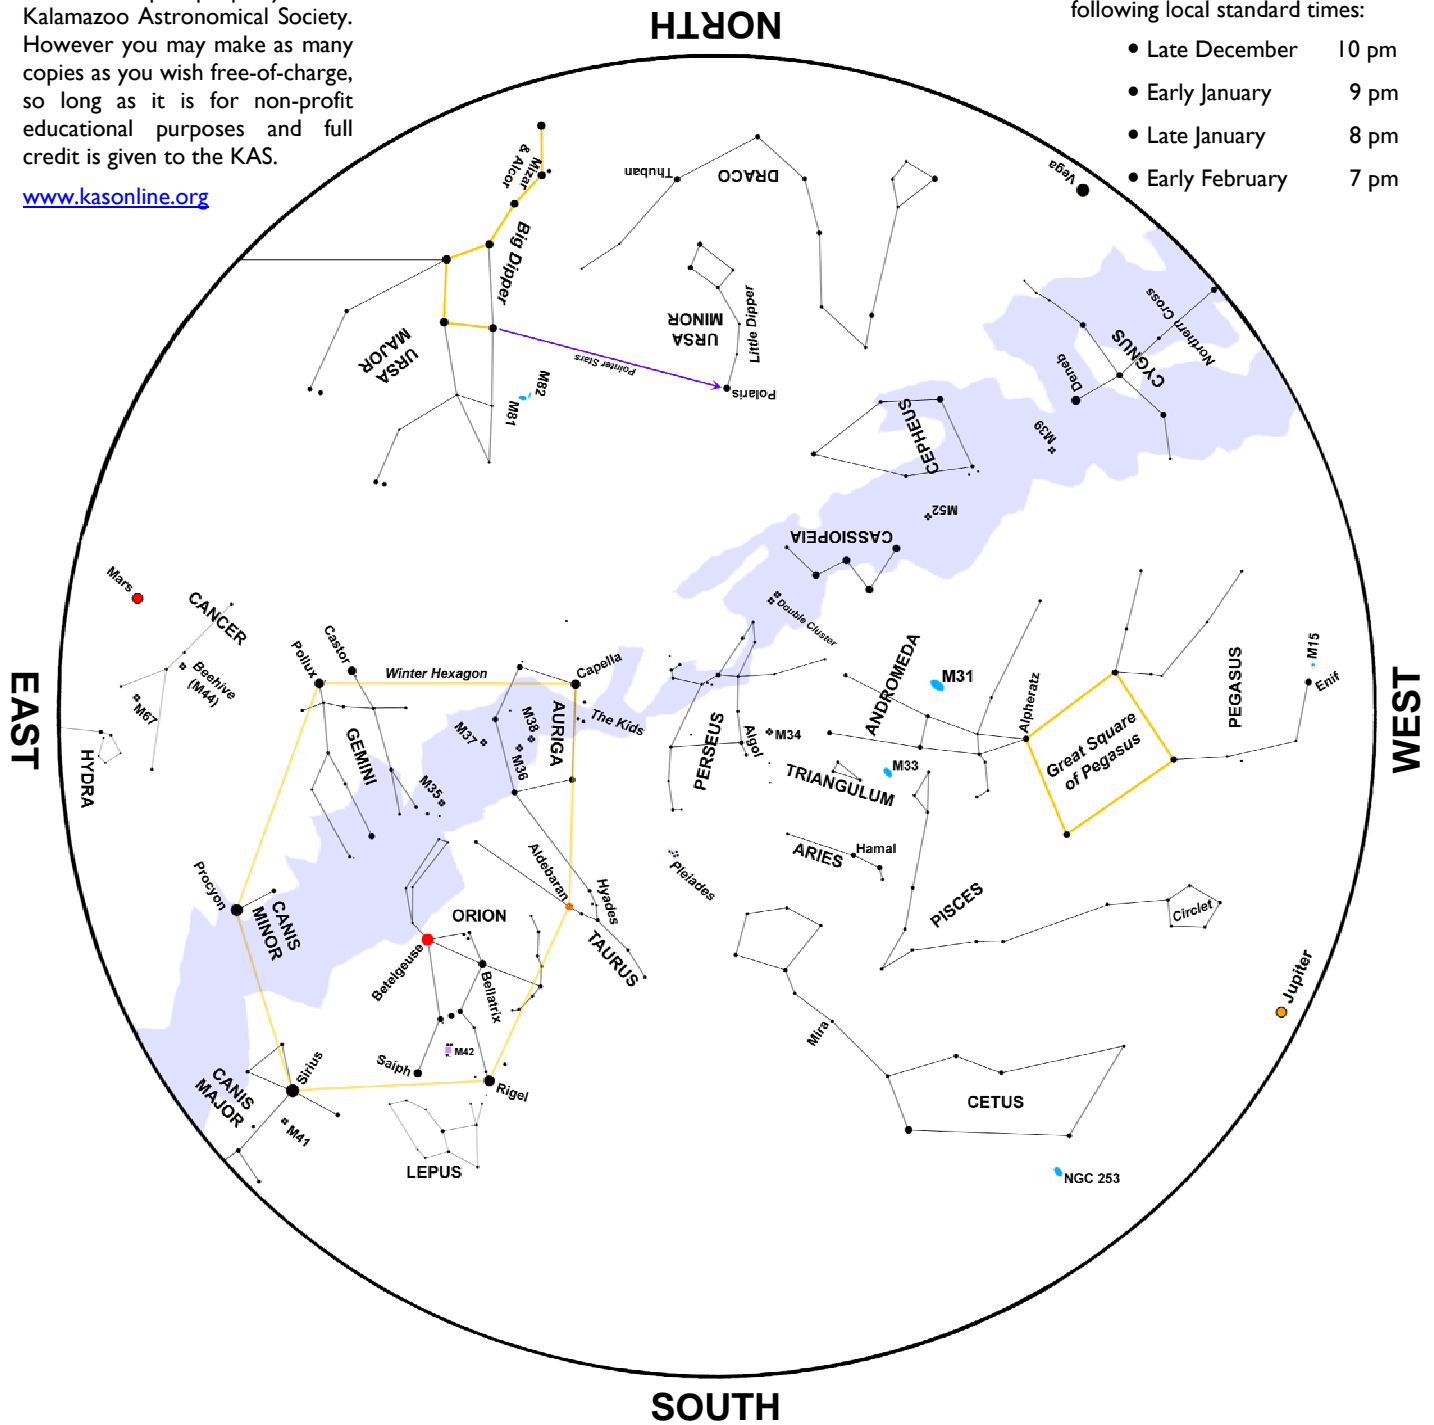 Kalamazoo Astronomical Society.
However you may make as many
copies as you wish free-of-charge,
so long as it is for non-profit
educational purposes and full
credit is given to the KAS.
www.kasonline.org
following local standard times:
• Late December 10 pm
• Early January 9 pm
• Late January 8 pm
• Early February 7 pm
NORTH
Mizar
& Alcor
Big Dipper
Thuban
DRACO
Vega
URSA
MAJOR
URSA
MINOR
Little Dipper
Pointer Stars
Polaris
M82
M81
Northern Cross
CYGNUS
Deneb
M39
CEPHEUS
M52
CASSIOPEIA
Double Cluster
Mars
CANCER
Beehive
(M44)
M67
HYDRA
EAST
Pollux
Castor
Winter Hexagon
Capella
The Kids
AURIGA
M38
M37
M36
M35
GEMINI
PERSEUS
Algol
M34
ANDROMEDA
M31
M33
TRIANGULUM
Alpheratz
Great Square
of Pegasus
PEGASUS
M15
Enif
WEST
ARIES
Hamal
Pleiades
PISCES
Circlet
Jupiter
Procyon
CANIS
MINOR
ORION
Betelgeuse
Bellatrix
Aldebaran
Hyades
TAURUS
M42
Saiph
Rigel
Sirius
CANIS
MAJOR
M41
LEPUS
Mira
CETUS
NGC 253
SOUTH